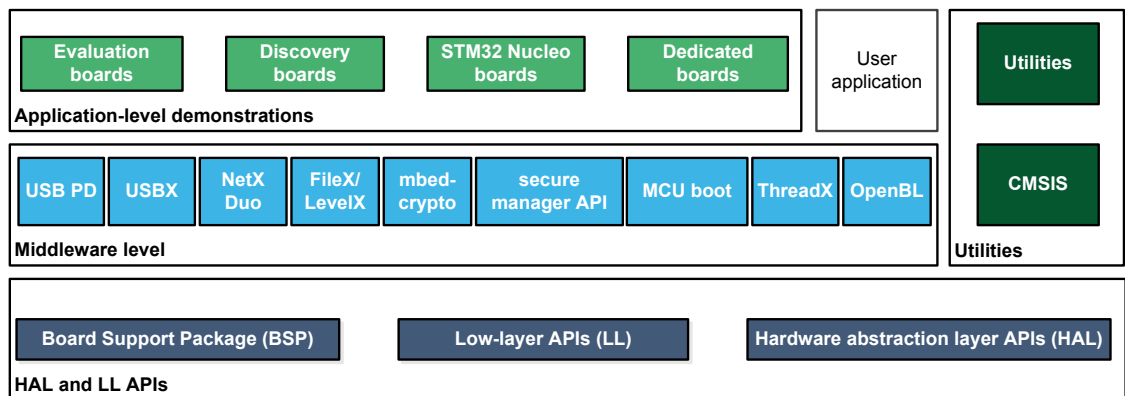 Evaluation
boards
Discovery
boards
STM32 Nucleo
boards
Dedicated
boards
Application-level demonstrations
User
application
Utilities
CMSIS
Utilities
USB PD
USBX
NetX
Duo
FileX/
LevelX
mbed-
crypto
secure
manager API
MCU boot
ThreadX
OpenBL
Middleware level
Board Support Package (BSP)
Low-layer APIs (LL)
Hardware abstraction layer APIs (HAL)
HAL and LL APIs